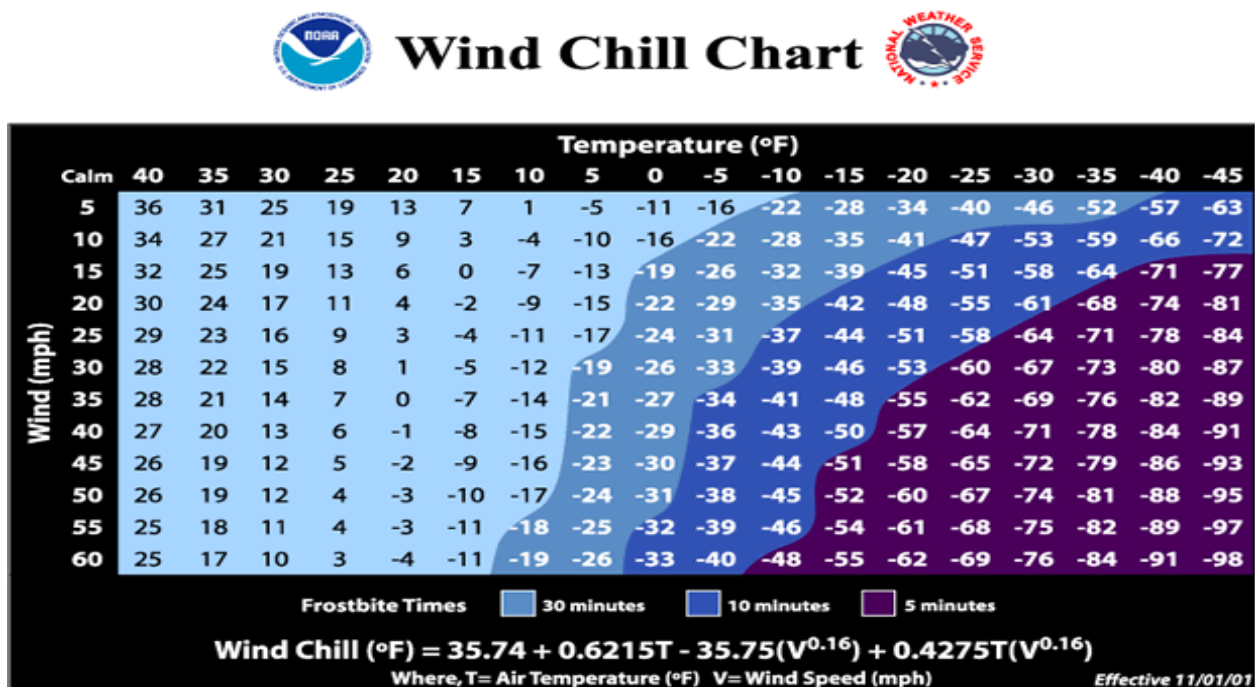 NOAA
Wind Chill Chart
NATIONAL WEATHER SERVICE
Temperature (ºF)
Calm 40 35 30 25 20 15 10 5 0 -5 -10 -15 -20 -25 -30 -35 -40 -45
5 36 31 25 19 13 7 1 -5 -11 -16 -22 -28 -34 -40 -46 -52 -57 -63
10 34 27 21 15 9 3 -4 -10 -16 -22 -28 -35 -41 -47 -53 -59 -66 -72
15 32 25 19 13 6 0 -7 -13 -19 -26 -32 -39 -45 -51 -58 -64 -71 -77
20 30 24 17 11 4 -2 -9 -15 -22 -29 -35 -42 -48 -55 -61 -68 -74 -81
25 29 23 16 9 3 -4 -11 -17 -24 -31 -37 -44 -51 -58 -64 -71 -78 -84
30 28 22 15 8 1 -5 -12 -19 -26 -33 -39 -46 -53 -60 -67 -73 -80 -87
35 28 21 14 7 0 -7 -14 -21 -27 -34 -41 -48 -55 -62 -69 -76 -82 -89
40 27 20 13 6 -1 -8 -15 -22 -29 -36 -43 -50 -57 -64 -71 -78 -84 -91
45 26 19 12 5 -2 -9 -16 -23 -30 -37 -44 -51 -58 -65 -72 -79 -86 -93
50 26 19 12 4 -3 -10 -17 -24 -31 -38 -45 -52 -60 -67 -74 -81 -88 -95
55 25 18 11 4 -3 -11 -18 -25 -32 -39 -46 -54 -61 -68 -75 -82 -89 -97
60 25 17 10 3 -4 -11 -19 -26 -33 -40 -48 -55 -62 -69 -76 -84 -91 -98
Wind (mph)
Frostbite Times 30 minutes 10 minutes 5 minutes
Wind Chill (ºF) = 35.74 + 0.6215T - 35.75(V^0.16) + 0.4275T(V^0.16)
Where, T= Air Temperature (ºF) V= Wind Speed (mph)
Effective 11/01/01